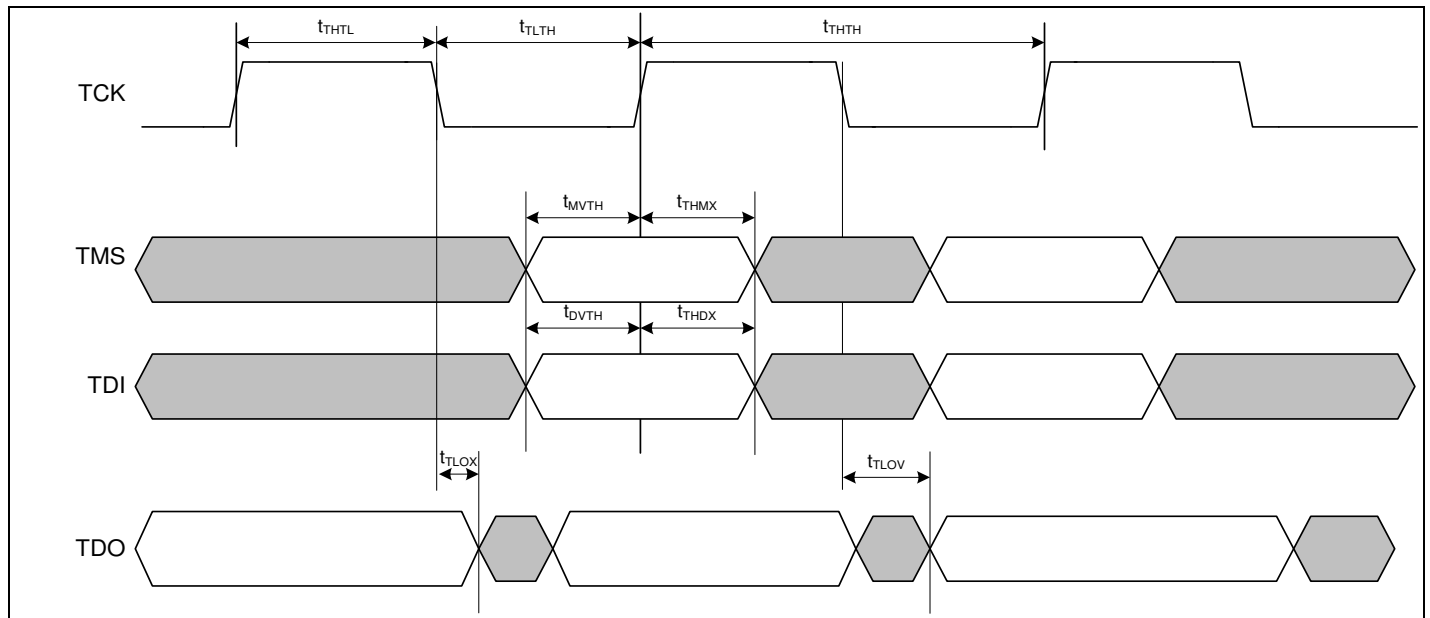 tTHTL tTLTH tTHTH
TCK
tMVTH tTHMX
TMS
tDVTH tTHDX
TDI
tTLOX tTLOV
TDO